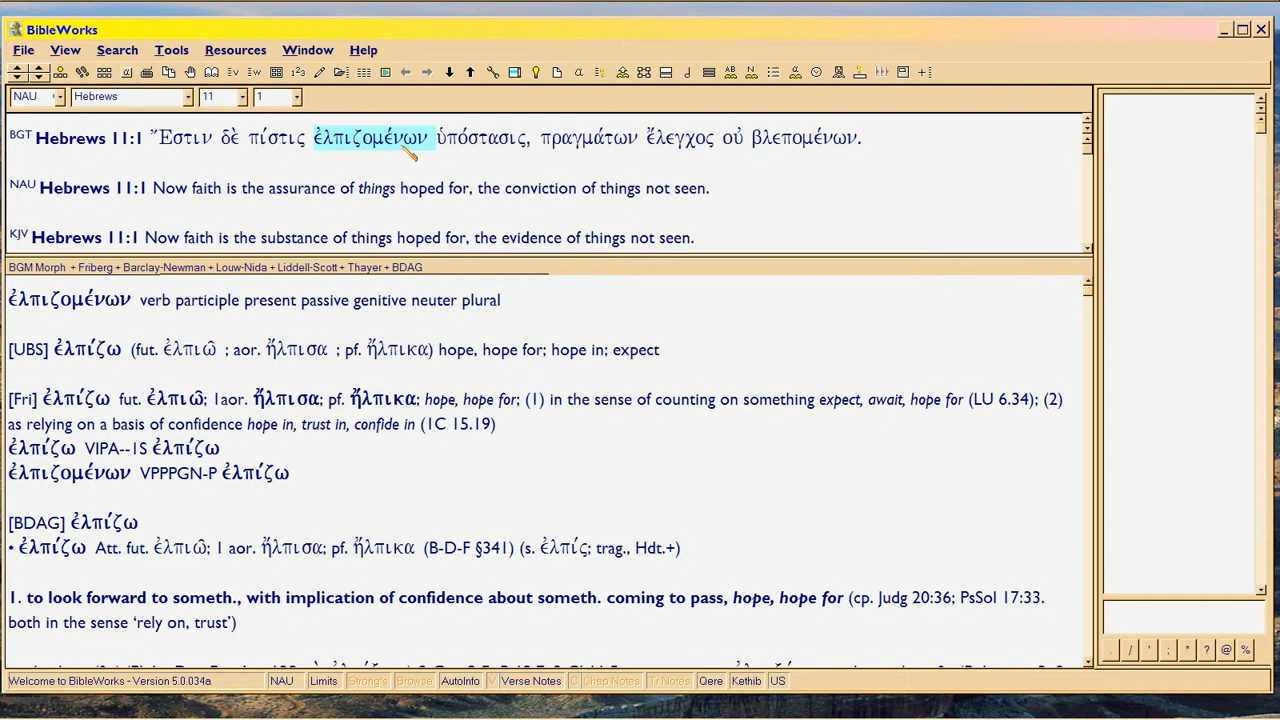 BibleWorks
File View Search Tools Resources Window Help
NAU Hebrews 11 1
BGT Hebrews 11:1 Ἔστιν δὲ πίστις ἐλπιζομένων ὑπόστασις, πραγμάτων ἔλεγχος οὐ βλεπομένων.
NAU Hebrews 11:1 Now faith is the assurance of things hoped for, the conviction of things not seen.
KJV Hebrews 11:1 Now faith is the substance of things hoped for, the evidence of things not seen.
BGM Morph + Friberg + Barclay-Newman + Louw-Nida + Liddell-Scott + Thayer + BDAG
ἐλπιζομένων verb participle present passive genitive neuter plural
[UBS] ἐλπίζω (fut. ἐλπιῶ ; aor. ἤλπισα ; pf. ἤλπικα) hope, hope for; hope in; expect
[Fri] ἐλπίζω fut. ἐλπιῶ; 1aor. ἤλπισα; pf. ἤλπικα; hope, hope for; (1) in the sense of counting on something expect, await, hope for (LU 6.34); (2)
as relying on a basis of confidence hope in, trust in, confide in (1C 15.19)
ἐλπίζω VIPA--1S ἐλπίζω
ἐλπιζομένων VPPPGN-P ἐλπίζω
[BDAG] ἐλπίζω
• ἐλπίζω Att. fut. ἐλπιῶ; 1 aor. ἤλπισα; pf. ἤλπικα (B-D-F §341) (s. ἐλπίς; trag., Hdt.+)
1. to look forward to someth., with implication of confidence about someth. coming to pass, hope, hope for (cp. Judg 20:36; PsSol 17:33.
both in the sense ‘rely on, trust’)
. / ' ; * ? @ %
Welcome to BibleWorks - Version 5.0.034a NAU Limits Strong's Browse AutoInfo V Verse Notes C Chap Notes Tr Notes Qere Kethib US